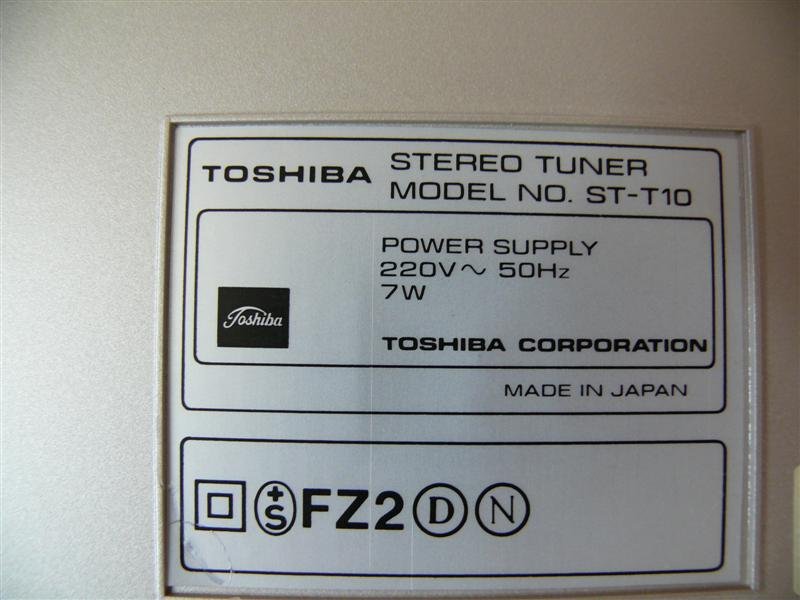 TOSHIBA
STEREO TUNER
MODEL NO. ST-T10
POWER SUPPLY
220V～ 50Hz
7W
Toshiba
TOSHIBA CORPORATION
MADE IN JAPAN
+S FZ2 D N